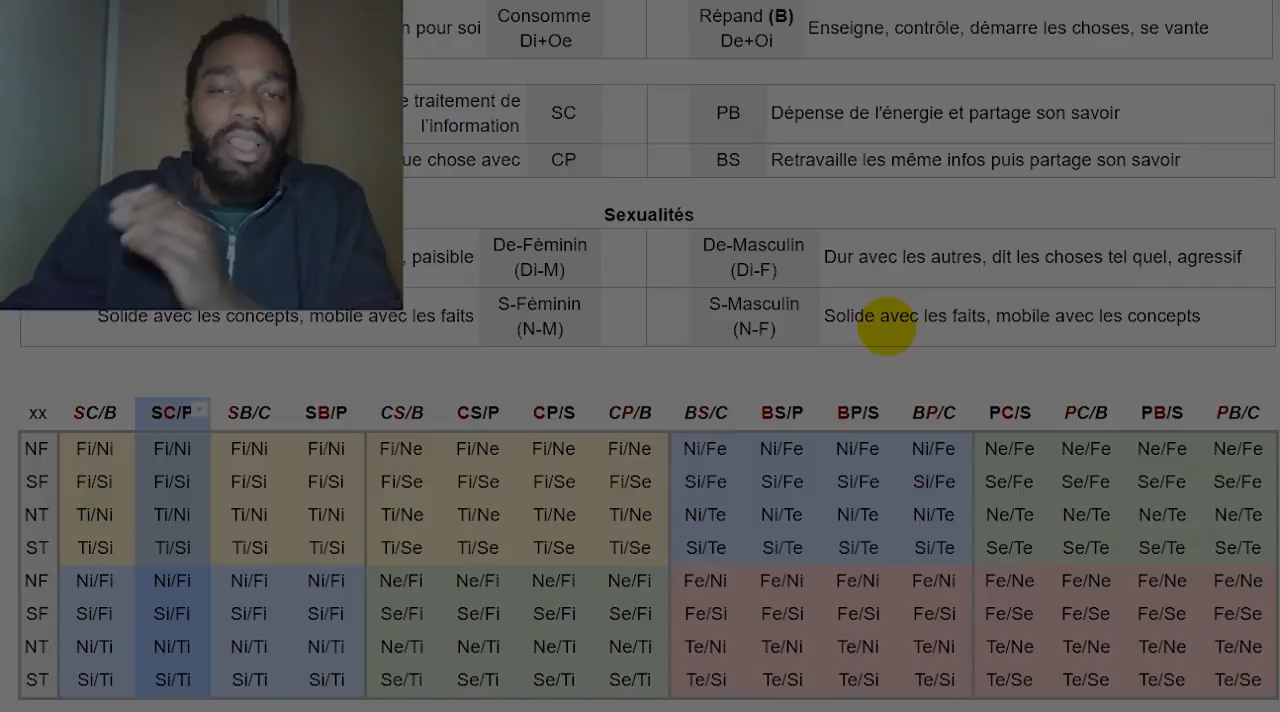 n pour soi Consomme Di+Oe Répand (B) De+Oi Enseigne, contrôle, démarre les choses, se vante
e traitement de l'information SC PB Dépense de l'énergie et partage son savoir
ue chose avec CP BS Retravaille les même infos puis partage son savoir
Sexualités
, paisible De-Féminin (Di-M) De-Masculin (Di-F) Dur avec les autres, dit les choses tel quel, agressif
Solide avec les concepts, mobile avec les faits S-Féminin (N-M) S-Masculin (N-F) Solide avec les faits, mobile avec les concepts
xx SC/B SC/P SB/C SB/P CS/B CS/P CP/S CP/B BS/C BS/P BP/S BP/C PC/S PC/B PB/S PB/C
NF Fi/Ni Fi/Ni Fi/Ni Fi/Ni Fi/Ne Fi/Ne Fi/Ne Fi/Ne Ni/Fe Ni/Fe Ni/Fe Ni/Fe Ne/Fe Ne/Fe Ne/Fe Ne/Fe
SF Fi/Si Fi/Si Fi/Si Fi/Si Fi/Se Fi/Se Fi/Se Fi/Se Si/Fe Si/Fe Si/Fe Si/Fe Se/Fe Se/Fe Se/Fe Se/Fe
NT Ti/Ni Ti/Ni Ti/Ni Ti/Ni Ti/Ne Ti/Ne Ti/Ne Ti/Ne Ni/Te Ni/Te Ni/Te Ni/Te Ne/Te Ne/Te Ne/Te Ne/Te
ST Ti/Si Ti/Si Ti/Si Ti/Si Ti/Se Ti/Se Ti/Se Ti/Se Si/Te Si/Te Si/Te Si/Te Se/Te Se/Te Se/Te Se/Te
NF Ni/Fi Ni/Fi Ni/Fi Ni/Fi Ne/Fi Ne/Fi Ne/Fi Ne/Fi Fe/Ni Fe/Ni Fe/Ni Fe/Ni Fe/Ne Fe/Ne Fe/Ne Fe/Ne
SF Si/Fi Si/Fi Si/Fi Si/Fi Se/Fi Se/Fi Se/Fi Se/Fi Fe/Si Fe/Si Fe/Si Fe/Si Fe/Se Fe/Se Fe/Se Fe/Se
NT Ni/Ti Ni/Ti Ni/Ti Ni/Ti Ne/Ti Ne/Ti Ne/Ti Ne/Ti Te/Ni Te/Ni Te/Ni Te/Ni Te/Ne Te/Ne Te/Ne Te/Ne
ST Si/Ti Si/Ti Si/Ti Si/Ti Se/Ti Se/Ti Se/Ti Se/Ti Te/Si Te/Si Te/Si Te/Si Te/Se Te/Se Te/Se Te/Se